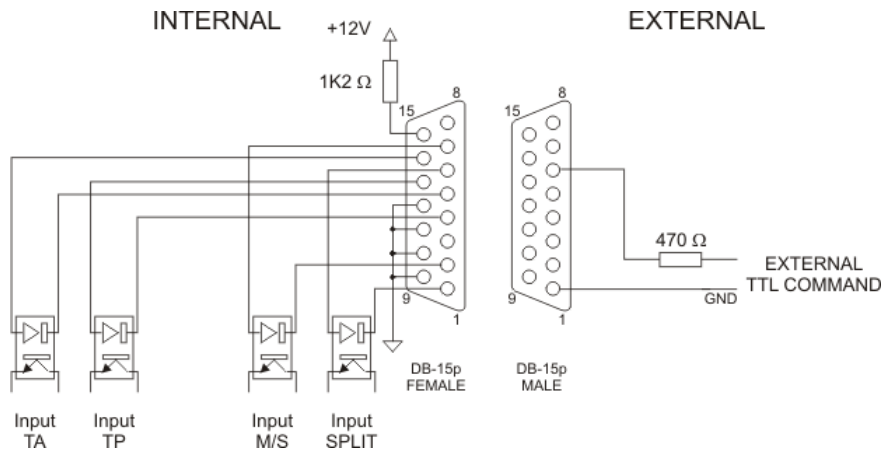 INTERNAL
EXTERNAL
+12V
1K2 Ω
8
15
9
1
DB-15p
FEMALE
8
15
9
1
DB-15p
MALE
470 Ω
EXTERNAL
TTL COMMAND
GND
Input
TA
Input
TP
Input
M/S
Input
SPLIT